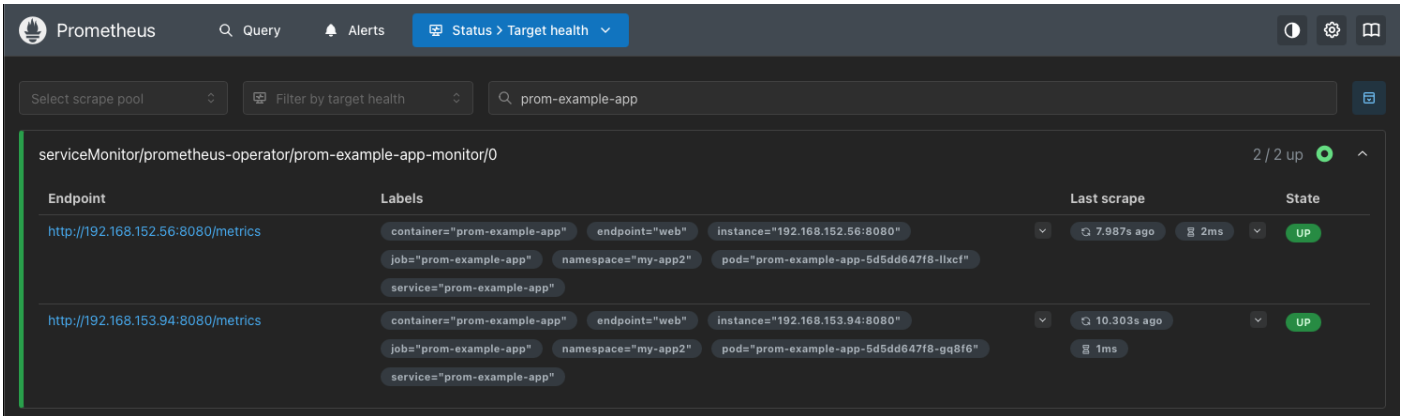 Prometheus Query Alerts Status > Target health
Select scrape pool Filter by target health prom-example-app
serviceMonitor/prometheus-operator/prom-example-app-monitor/0 2 / 2 up
Endpoint Labels Last scrape State
http://192.168.152.56:8080/metrics container="prom-example-app" endpoint="web" instance="192.168.152.56:8080" 7.987s ago 2ms UP
job="prom-example-app" namespace="my-app2" pod="prom-example-app-5d5dd647f8-llxcf"
service="prom-example-app"
http://192.168.153.94:8080/metrics container="prom-example-app" endpoint="web" instance="192.168.153.94:8080" 10.303s ago UP
job="prom-example-app" namespace="my-app2" pod="prom-example-app-5d5dd647f8-gq8f6" 1ms
service="prom-example-app"